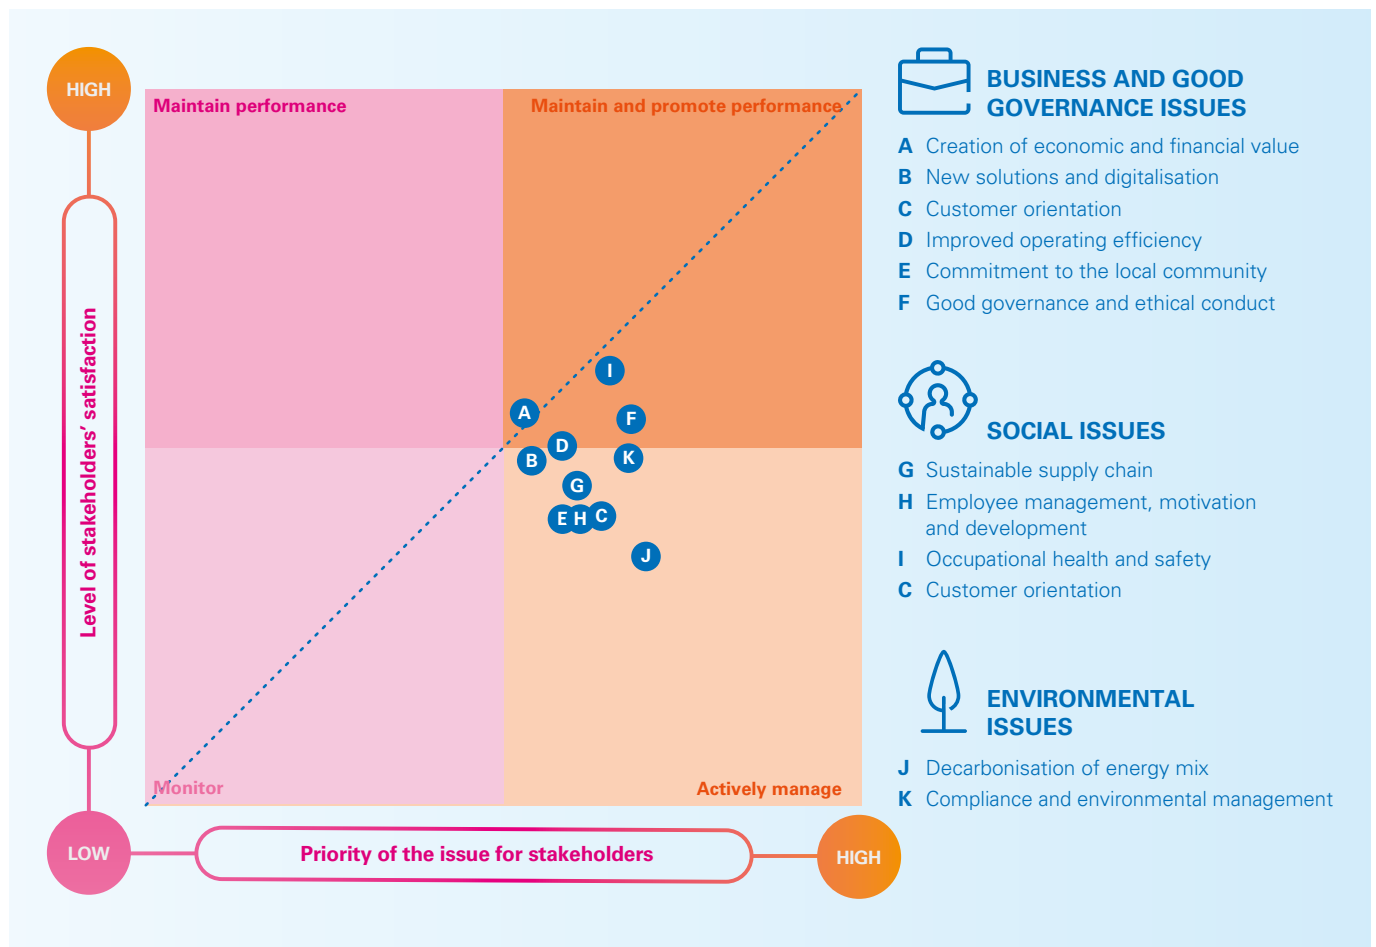 HIGH
Maintain performance
Maintain and promote performance
Level of stakeholders' satisfaction
I
A
F
D
B
K
G
E
H
C
J
Monitor
Actively manage
LOW
Priority of the issue for stakeholders
HIGH
BUSINESS AND GOOD
GOVERNANCE ISSUES
A Creation of economic and financial value
B New solutions and digitalisation
C Customer orientation
D Improved operating efficiency
E Commitment to the local community
F Good governance and ethical conduct
SOCIAL ISSUES
G Sustainable supply chain
H Employee management, motivation
and development
I Occupational health and safety
C Customer orientation
ENVIRONMENTAL
ISSUES
J Decarbonisation of energy mix
K Compliance and environmental management